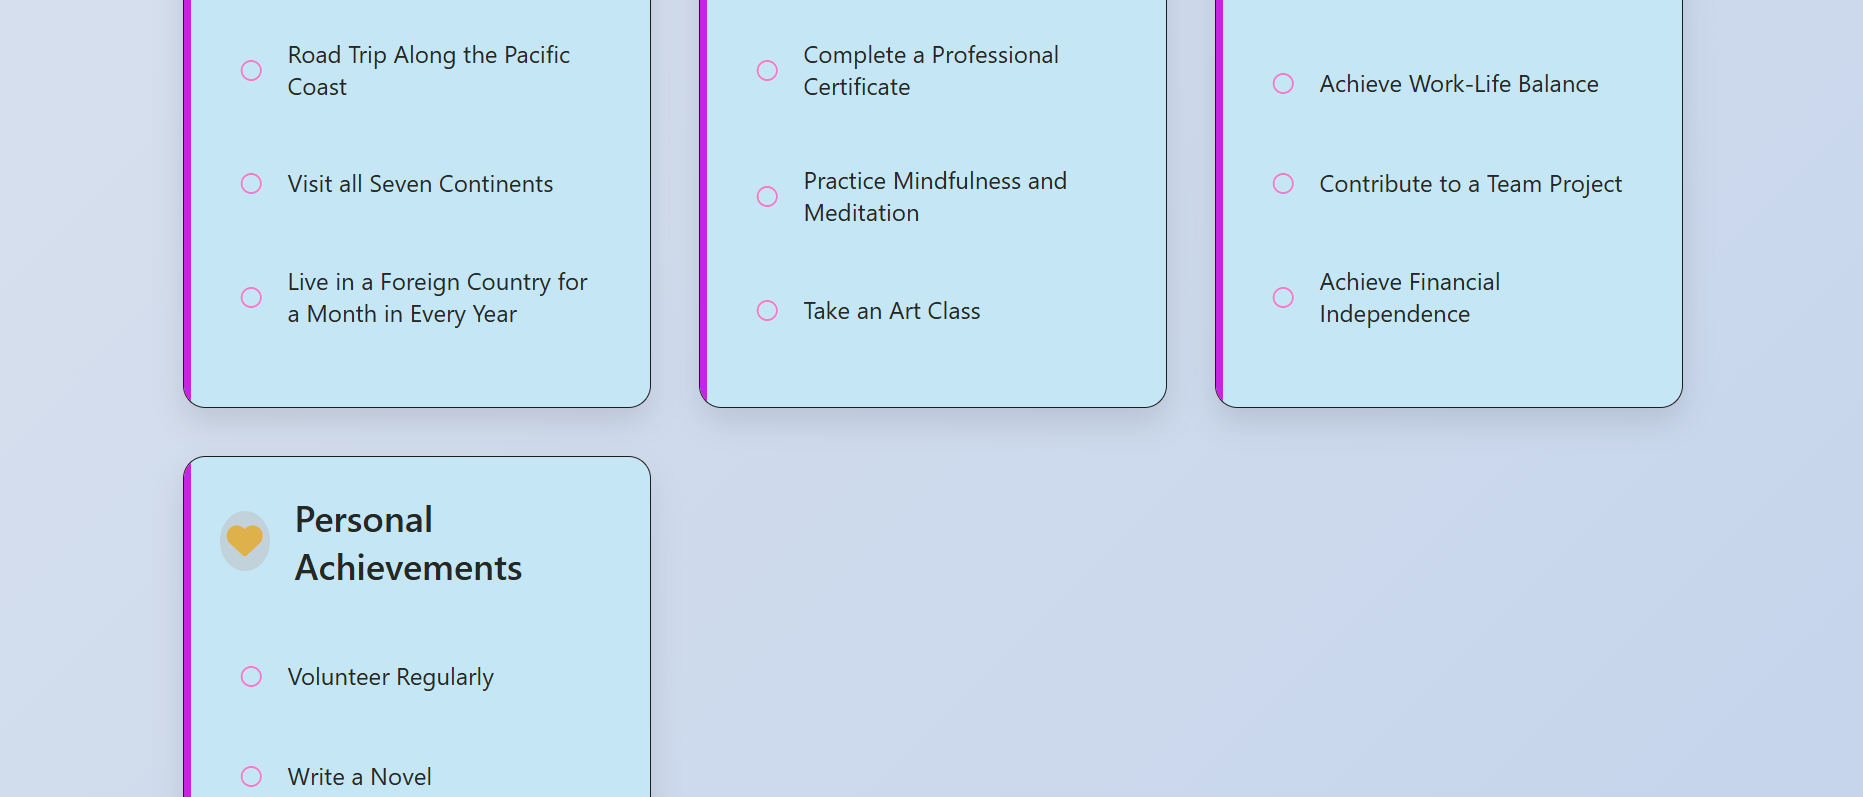 Road Trip Along the Pacific
Coast
Visit all Seven Continents
Live in a Foreign Country for
a Month in Every Year
Complete a Professional
Certificate
Practice Mindfulness and
Meditation
Take an Art Class
Achieve Work-Life Balance
Contribute to a Team Project
Achieve Financial
Independence
Personal
Achievements
Volunteer Regularly
Write a Novel